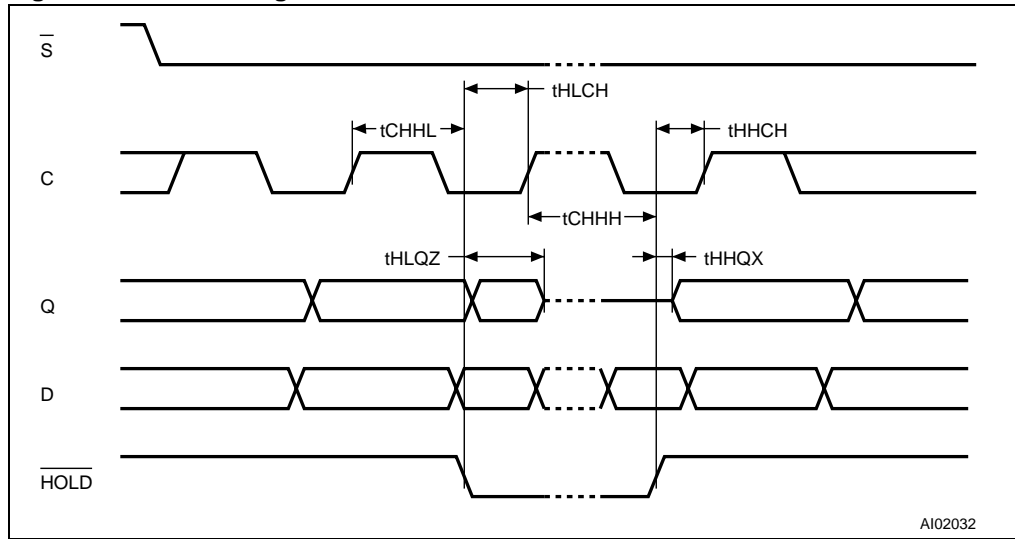 S
tHLCH
tCHHL
tHHCH
C
tCHHH
tHLQZ
tHHQX
Q
D
HOLD
AI02032